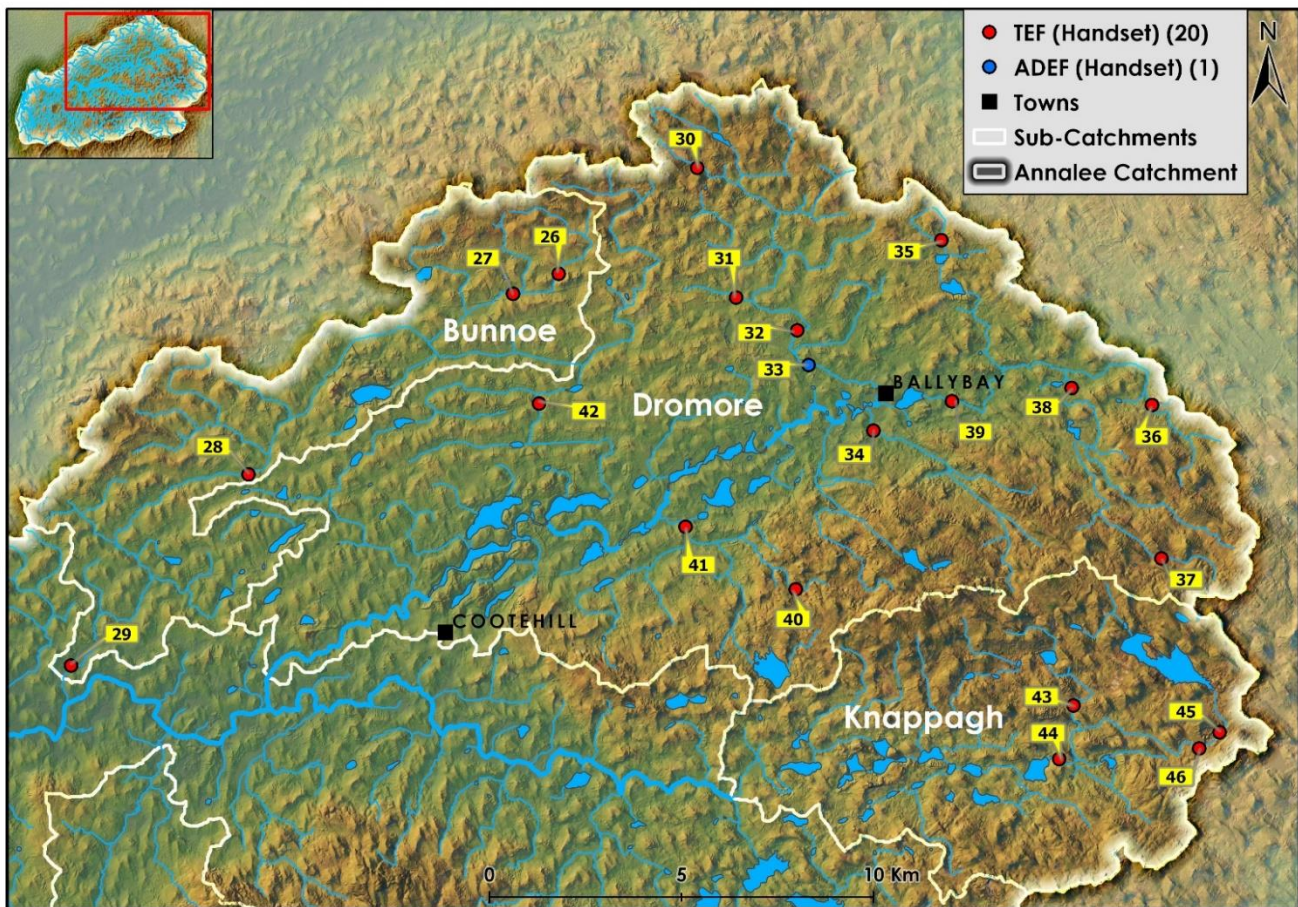 TEF (Handset) (20)
ADEF (Handset) (1)
Towns
Sub-Catchments
Annalee Catchment
N
30
35
26
27
31
Bunnoe
32
33
BALLYBAY
Dromore
42
38
36
39
34
28
41
37
40
29
COOTEHILL
43
45
Knappagh
44
46
0 5 10 Km